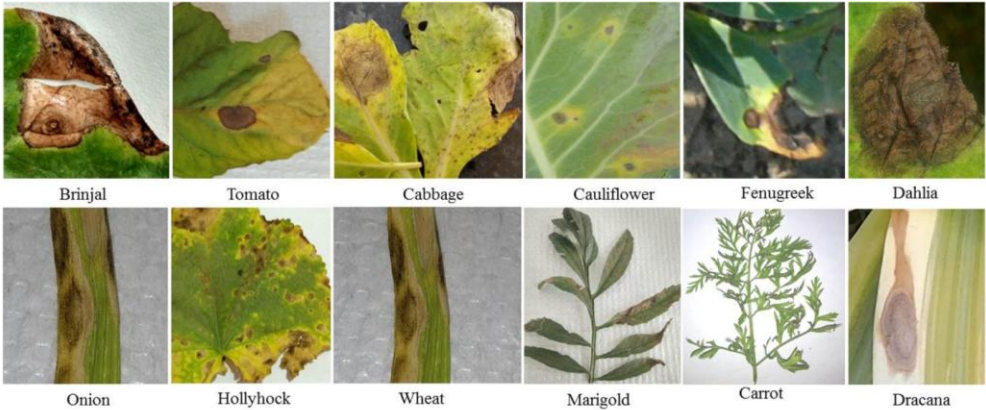 Brinjal
Tomato
Cabbage
Cauliflower
Fenugreek
Dahlia
Onion
Hollyhock
Wheat
Marigold
Carrot
Dracana